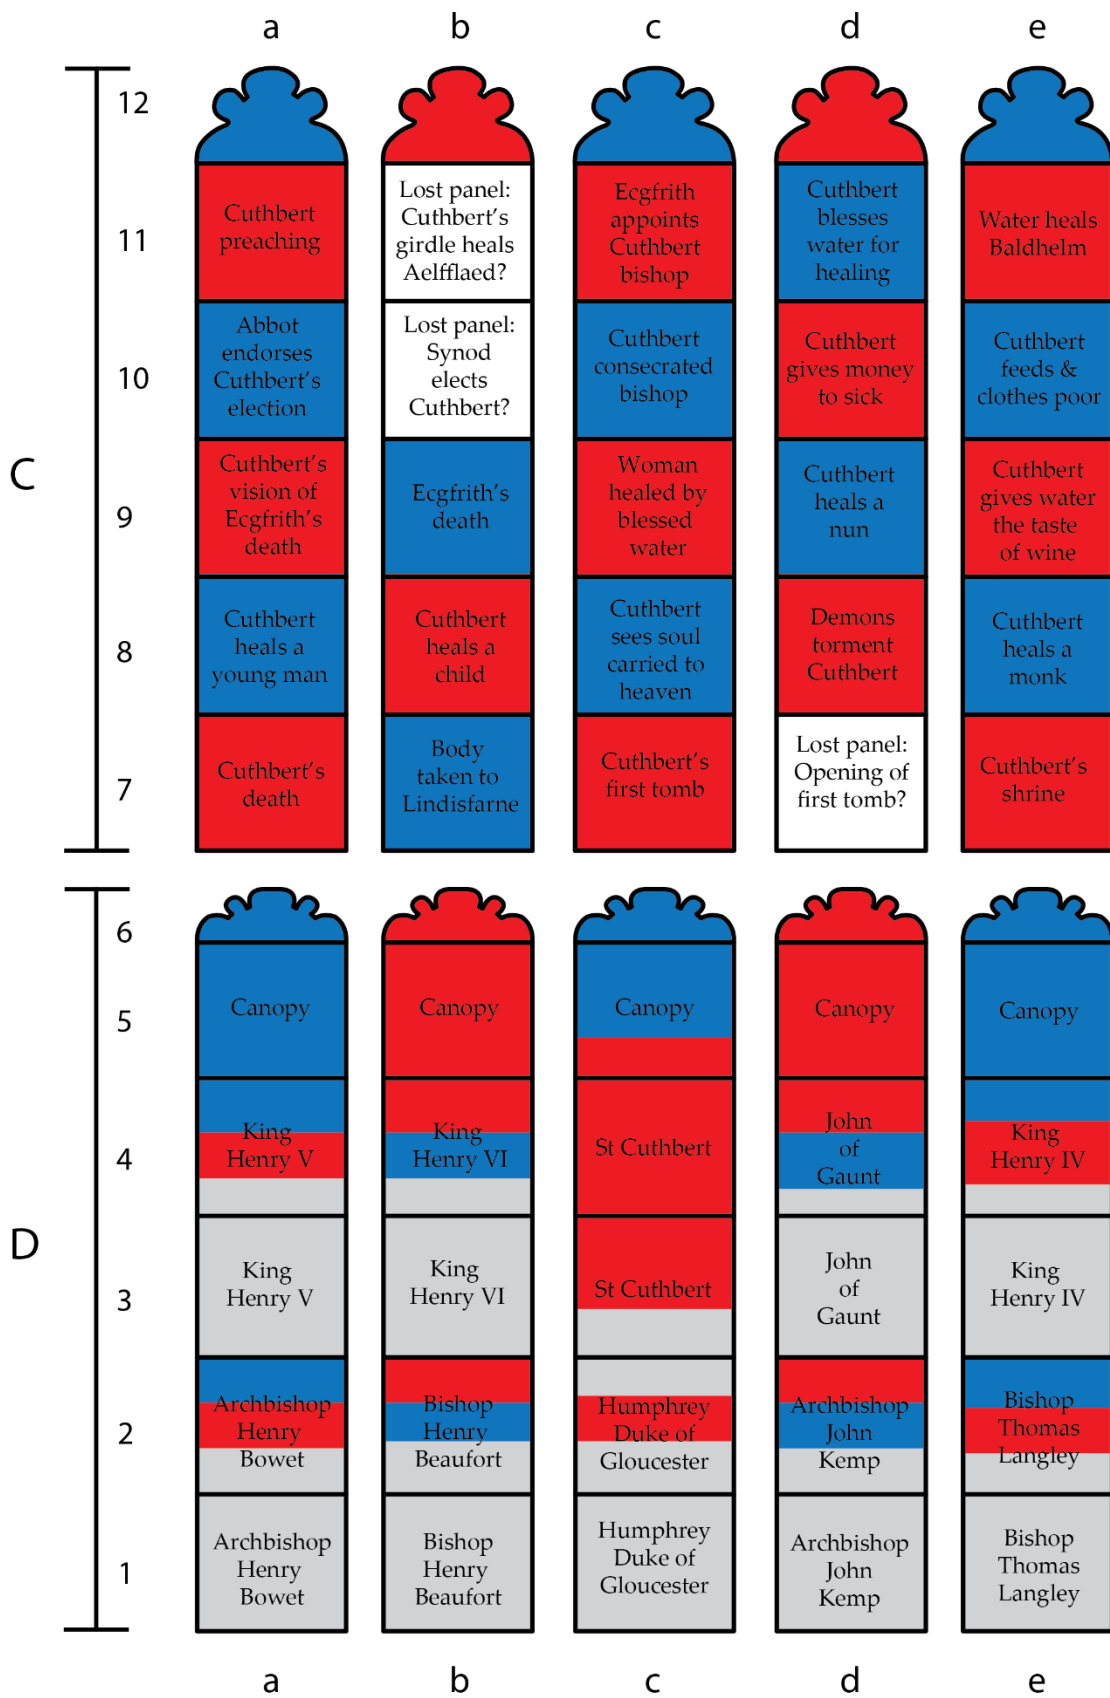 a b c d e
12
11
Cuthbert
preaching
Lost panel:
Cuthbert's
girdle heals
Aelfflaed?
Ecgfrith
appoints
Cuthbert
bishop
Cuthbert
blesses
water for
healing
Water heals
Baldhelm
10
Abbot
endorses
Cuthbert's
election
Lost panel:
Synod
elects
Cuthbert?
Cuthbert
consecrated
bishop
Cuthbert
gives money
to sick
Cuthbert
feeds &
clothes poor
C
9
Cuthbert's
vision of
Ecgfrith's
death
Ecgfrith's
death
Woman
healed by
blessed
water
Cuthbert
heals a
nun
Cuthbert
gives water
the taste
of wine
8
Cuthbert
heals a
young man
Cuthbert
heals a
child
Cuthbert
sees soul
carried to
heaven
Demons
torment
Cuthbert
Cuthbert
heals a
monk
7
Cuthbert's
death
Body
taken to
Lindisfarne
Cuthbert's
first tomb
Lost panel:
Opening of
first tomb?
Cuthbert's
shrine
6
5
Canopy
Canopy
Canopy
Canopy
Canopy
4
King
Henry V
King
Henry VI
St Cuthbert
John
of
Gaunt
King
Henry IV
D
3
King
Henry V
King
Henry VI
St Cuthbert
John
of
Gaunt
King
Henry IV
2
Archbishop
Henry
Bowet
Bishop
Henry
Beaufort
Humphrey
Duke of
Gloucester
Archbishop
John
Kemp
Bishop
Thomas
Langley
1
Archbishop
Henry
Bowet
Bishop
Henry
Beaufort
Humphrey
Duke of
Gloucester
Archbishop
John
Kemp
Bishop
Thomas
Langley
a b c d e